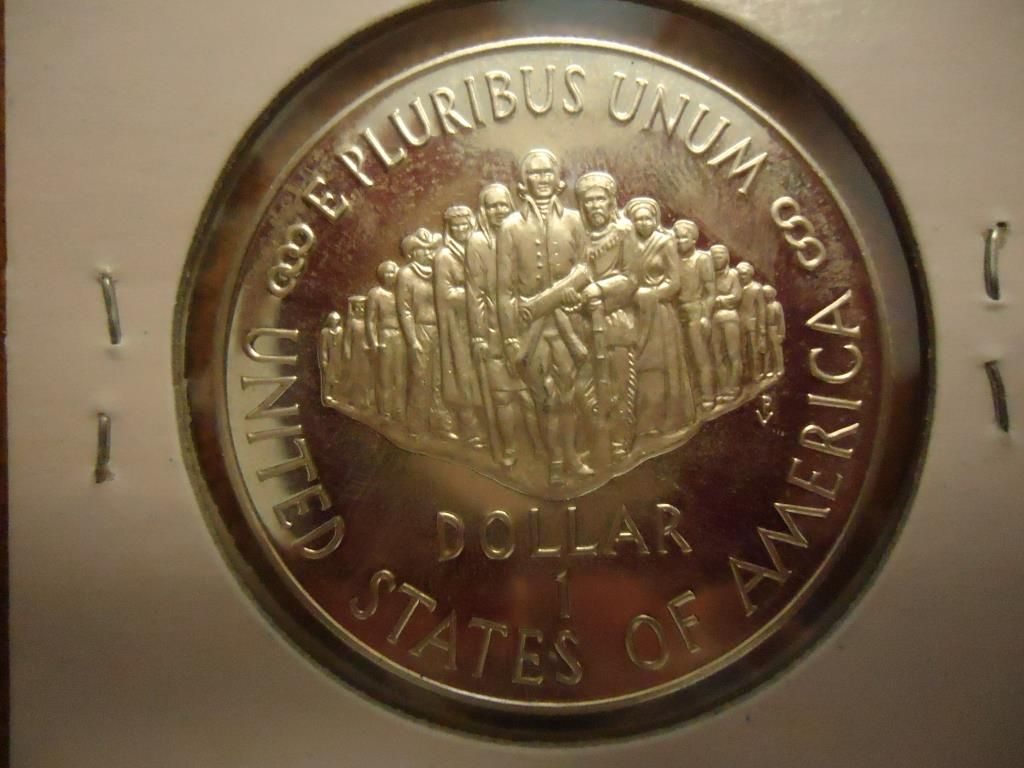 E PLURIBUS UNUM
DOLLAR
1
UNITED STATES OF AMERICA